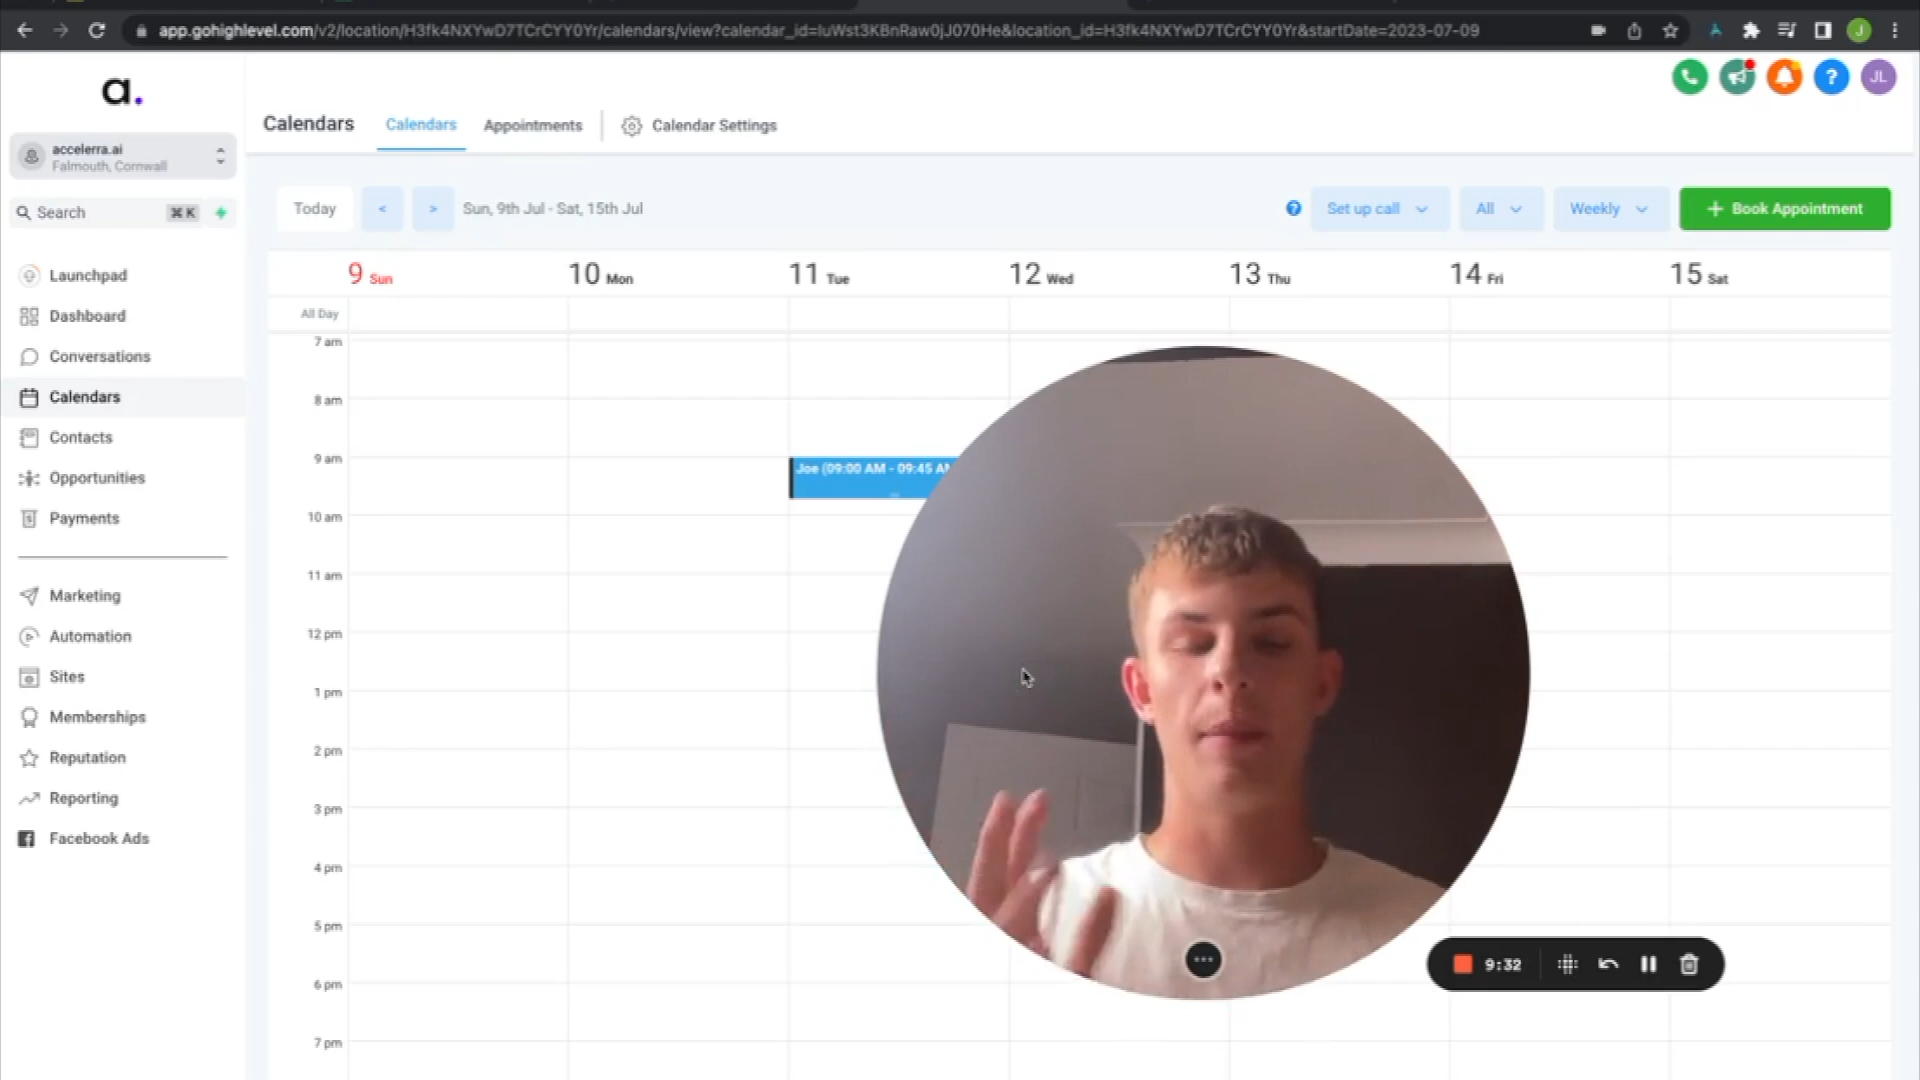 app.gohighlevel.com/v2/location/H3fk4NXYwD7TCrCYY0Yr/calendars/view?calendar_id=IuWst3KBnRaw0jJ070He&location_id=H3fk4NXYwD7TCrCYY0Yr&startDate=2023-07-09
J
a.
JL
Calendars
Calendars
Appointments
Calendar Settings
accelerra.ai
Falmouth, Cornwall
Search
⌘ K
Today
<
>
Sun, 9th Jul - Sat, 15th Jul
?
Set up call
All
Weekly
+ Book Appointment
9 Sun
10 Mon
11 Tue
12 Wed
13 Thu
14 Fri
15 Sat
All Day
7 am
8 am
9 am
10 am
11 am
12 pm
1 pm
2 pm
3 pm
4 pm
5 pm
6 pm
7 pm
Joe (09:00 AM - 09:45 AM
Launchpad
Dashboard
Conversations
Calendars
Contacts
Opportunities
Payments
Marketing
Automation
Sites
Memberships
Reputation
Reporting
Facebook Ads
9:32